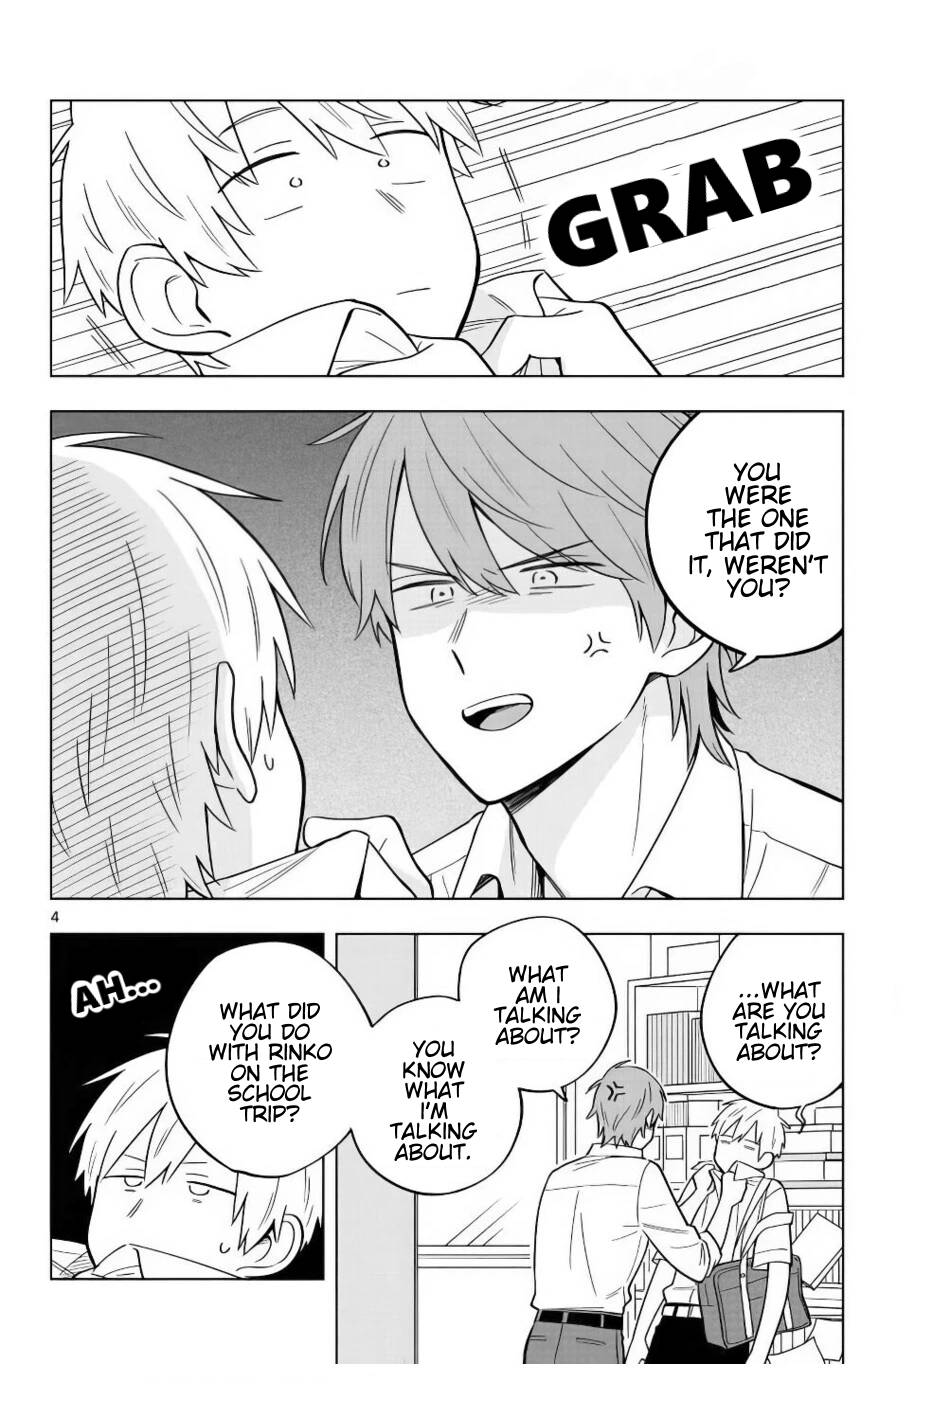 GRAB
YOU
WERE
THE ONE
THAT DID
IT, WEREN'T
YOU?
4
...WHAT
ARE YOU
TALKING
ABOUT?
WHAT
AM I
TALKING
ABOUT?
YOU
KNOW
WHAT
I'M
TALKING
ABOUT.
WHAT DID
YOU DO
WITH RINKO
ON THE
SCHOOL
TRIP?
AH...